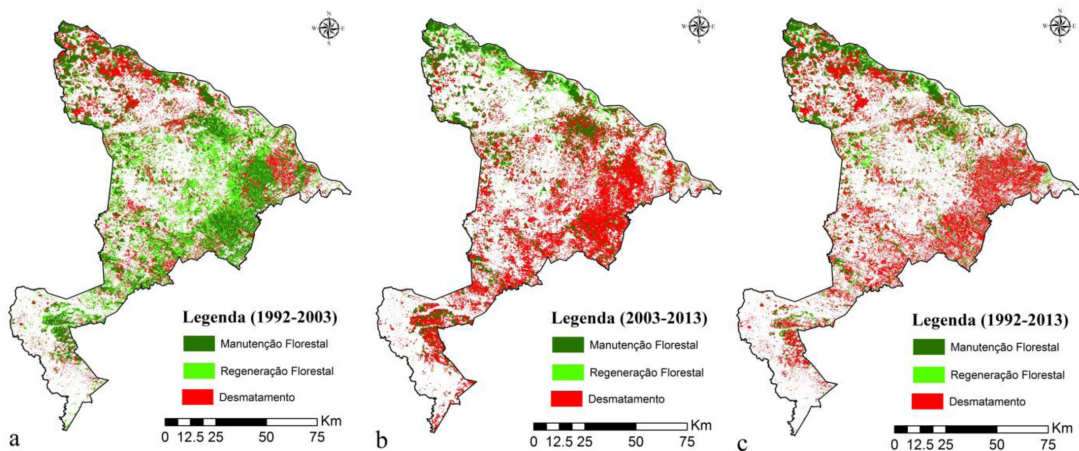 N
W E
S
Legenda (1992-2003)
Manutenção Florestal
Regeneração Florestal
Desmatamento
Km
0 12.5 25 50 75
a
N
W E
S
Legenda (2003-2013)
Manutenção Florestal
Regeneração Florestal
Desmatamento
Km
0 12.5 25 50 75
b
N
W E
S
Legenda (1992-2013)
Manutenção Florestal
Regeneração Florestal
Desmatamento
Km
0 12.5 25 50 75
c